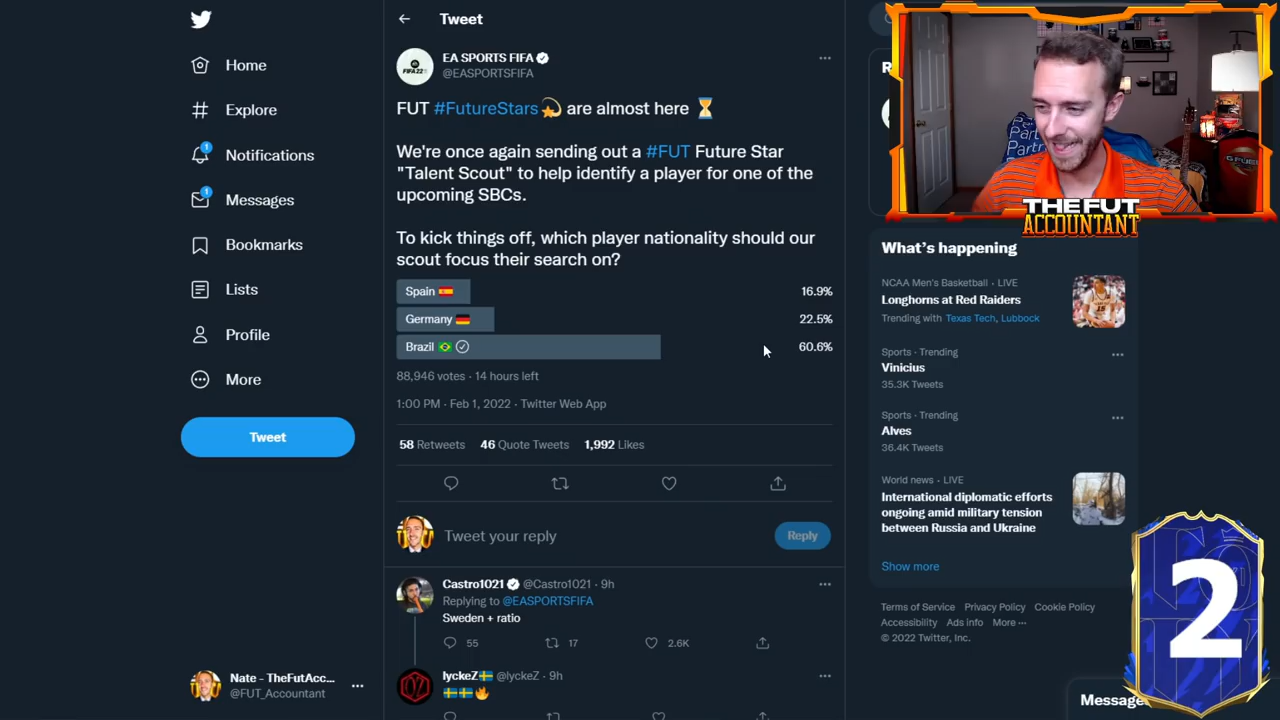 Tweet
Home
Explore
Notifications
Messages
Bookmarks
Lists
Profile
More
Tweet
Nate - TheFutAcc...
@FUT_Accountant
EA SPORTS FIFA
@EASPORTSFIFA
FUT #FutureStars💫 are almost here ⏳
We're once again sending out a #FUT Future Star
"Talent Scout" to help identify a player for one of the
upcoming SBCs.
To kick things off, which player nationality should our
scout focus their search on?
Spain 🇪🇸 16.9%
Germany 🇩🇪 22.5%
Brazil 🇧🇷 60.6%
88,946 votes · 14 hours left
1:00 PM · Feb 1, 2022 · Twitter Web App
58 Retweets 46 Quote Tweets 1,992 Likes
Tweet your reply
Reply
Castro1021 @Castro1021 · 9h
Replying to @EASPORTSFIFA
Sweden + ratio
55 17 2.6K
lyckeZ🇸🇪 @lyckeZ · 9h
🇸🇪🇸🇪🔥
THE FUT
ACCOUNTANT
What's happening
NCAA Men's Basketball · LIVE
Longhorns at Red Raiders
Trending with Texas Tech, Lubbock
Sports · Trending
Vinicius
35.3K Tweets
Sports · Trending
Alves
36.4K Tweets
World news · LIVE
International diplomatic efforts
ongoing amid military tension
between Russia and Ukraine
Show more
Terms of Service Privacy Policy Cookie Policy
Accessibility Ads info More
© 2022 Twitter, Inc.
2